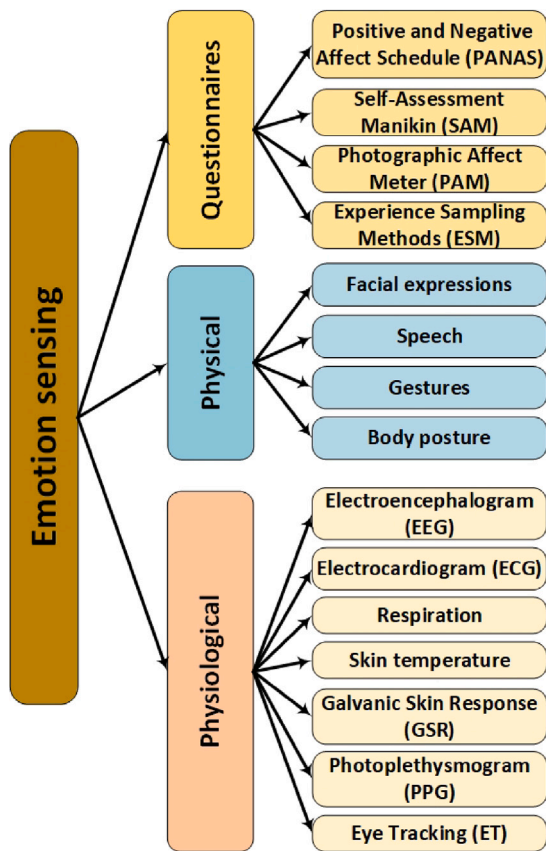 Emotion sensing
Questionnaires
Positive and Negative
Affect Schedule (PANAS)
Self-Assessment
Manikin (SAM)
Photographic Affect
Meter (PAM)
Experience Sampling
Methods (ESM)
Physical
Facial expressions
Speech
Gestures
Body posture
Physiological
Electroencephalogram
(EEG)
Electrocardiogram (ECG)
Respiration
Skin temperature
Galvanic Skin Response
(GSR)
Photoplethysmogram
(PPG)
Eye Tracking (ET)